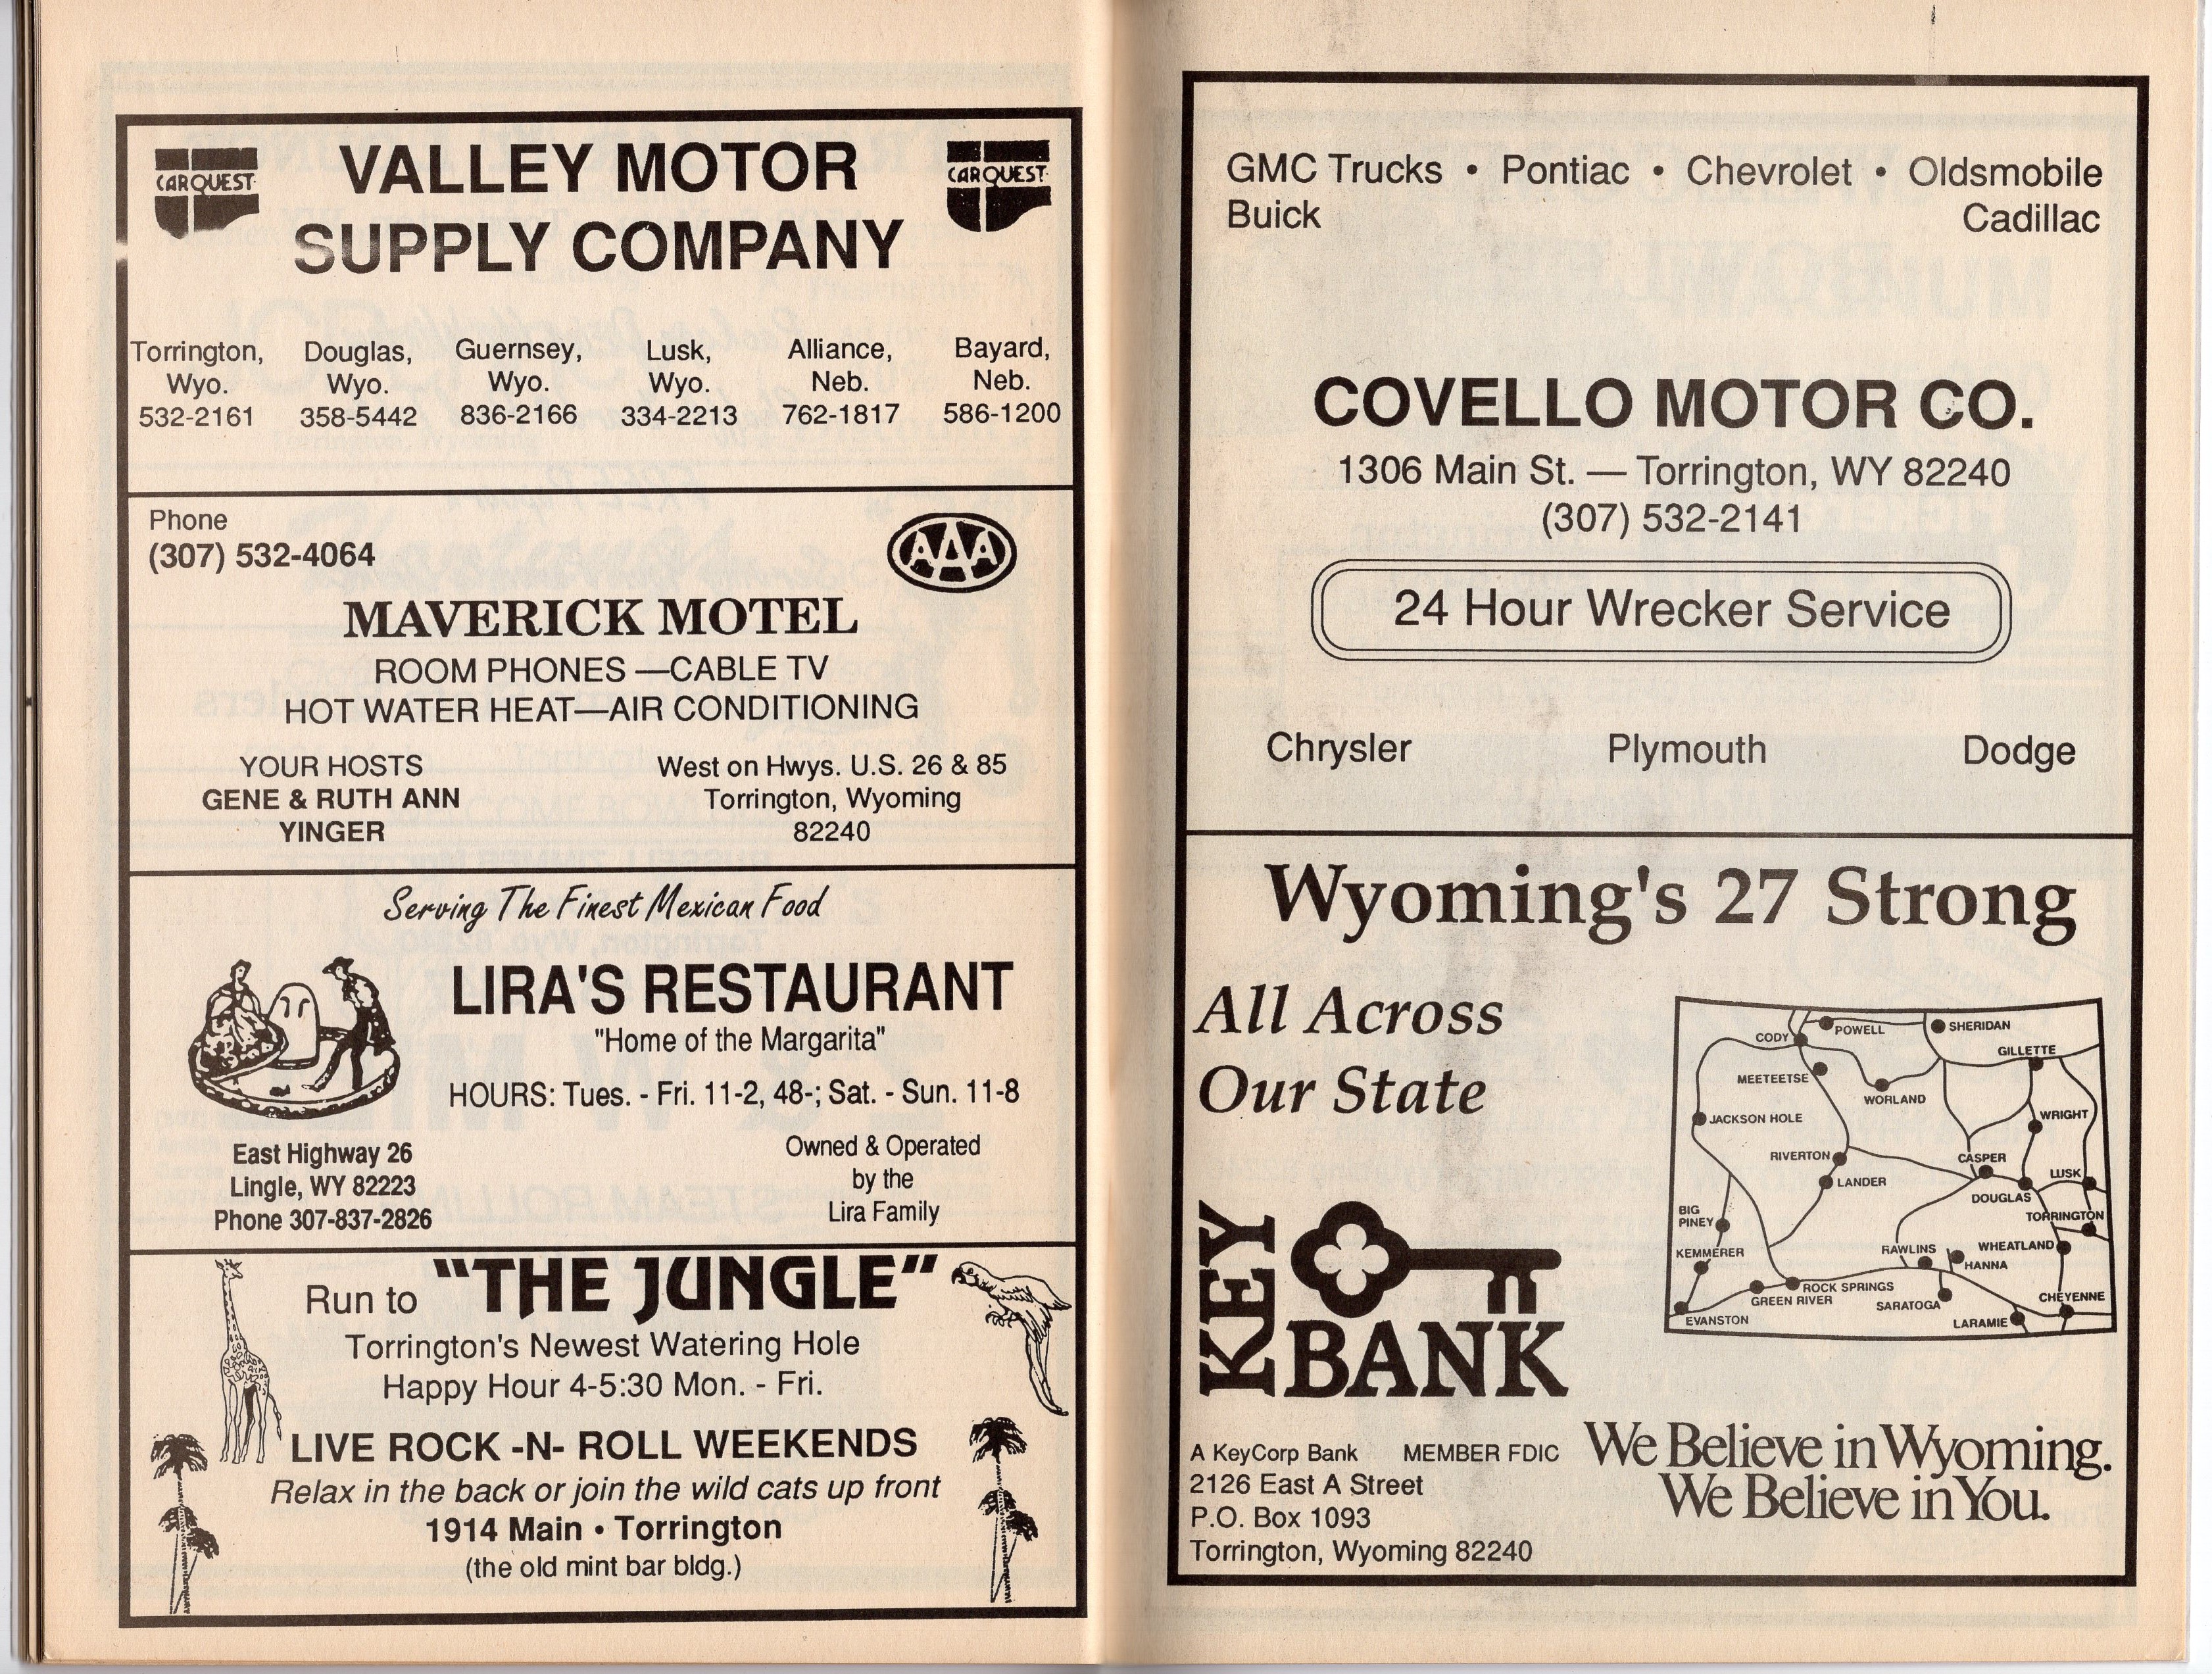 CARQUEST
VALLEY MOTOR
SUPPLY COMPANY
CARQUEST
Torrington, Wyo. 532-2161
Douglas, Wyo. 358-5442
Guernsey, Wyo. 836-2166
Lusk, Wyo. 334-2213
Alliance, Neb. 762-1817
Bayard, Neb. 586-1200
Phone
(307) 532-4064
AAA
MAVERICK MOTEL
ROOM PHONES —CABLE TV
HOT WATER HEAT—AIR CONDITIONING
YOUR HOSTS
GENE & RUTH ANN
YINGER
West on Hwys. U.S. 26 & 85
Torrington, Wyoming
82240
Serving The Finest Mexican Food
LIRA'S RESTAURANT
"Home of the Margarita"
HOURS: Tues. - Fri. 11-2, 48-; Sat. - Sun. 11-8
East Highway 26
Lingle, WY 82223
Phone 307-837-2826
Owned & Operated
by the
Lira Family
Run to "THE JUNGLE"
Torrington's Newest Watering Hole
Happy Hour 4-5:30 Mon. - Fri.
LIVE ROCK -N- ROLL WEEKENDS
Relax in the back or join the wild cats up front
1914 Main • Torrington
(the old mint bar bldg.)
GMC Trucks • Pontiac • Chevrolet • Oldsmobile
Buick Cadillac
COVELLO MOTOR CO.
1306 Main St. — Torrington, WY 82240
(307) 532-2141
24 Hour Wrecker Service
Chrysler Plymouth Dodge
Wyoming's 27 Strong
All Across
Our State
CODY
POWELL
SHERIDAN
GILLETTE
MEETEETSE
WORLAND
JACKSON HOLE
WRIGHT
RIVERTON
CASPER
LANDER
LUSK
DOUGLAS
BIG
PINEY
TORRINGTON
KEMMERER
RAWLINS
WHEATLAND
HANNA
ROCK SPRINGS
GREEN RIVER
SARATOGA
CHEYENNE
EVANSTON
LARAMIE
KEY
BANK
A KeyCorp Bank MEMBER FDIC
2126 East A Street
P.O. Box 1093
Torrington, Wyoming 82240
We Believe in Wyoming.
We Believe in You.